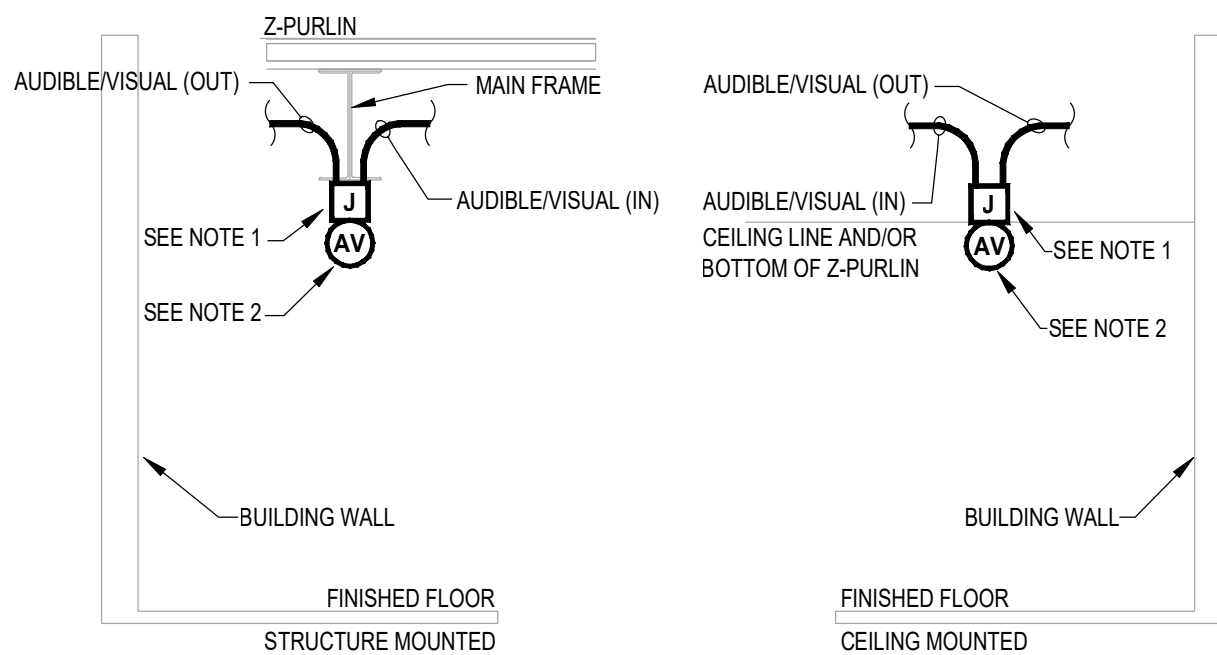 Z-PURLIN
AUDIBLE/VISUAL (OUT)
MAIN FRAME
AUDIBLE/VISUAL (IN)
J
SEE NOTE 1
AV
SEE NOTE 2
BUILDING WALL
FINISHED FLOOR
STRUCTURE MOUNTED
AUDIBLE/VISUAL (OUT)
AUDIBLE/VISUAL (IN)
J
CEILING LINE AND/OR
BOTTOM OF Z-PURLIN
AV
SEE NOTE 1
SEE NOTE 2
BUILDING WALL
FINISHED FLOOR
CEILING MOUNTED